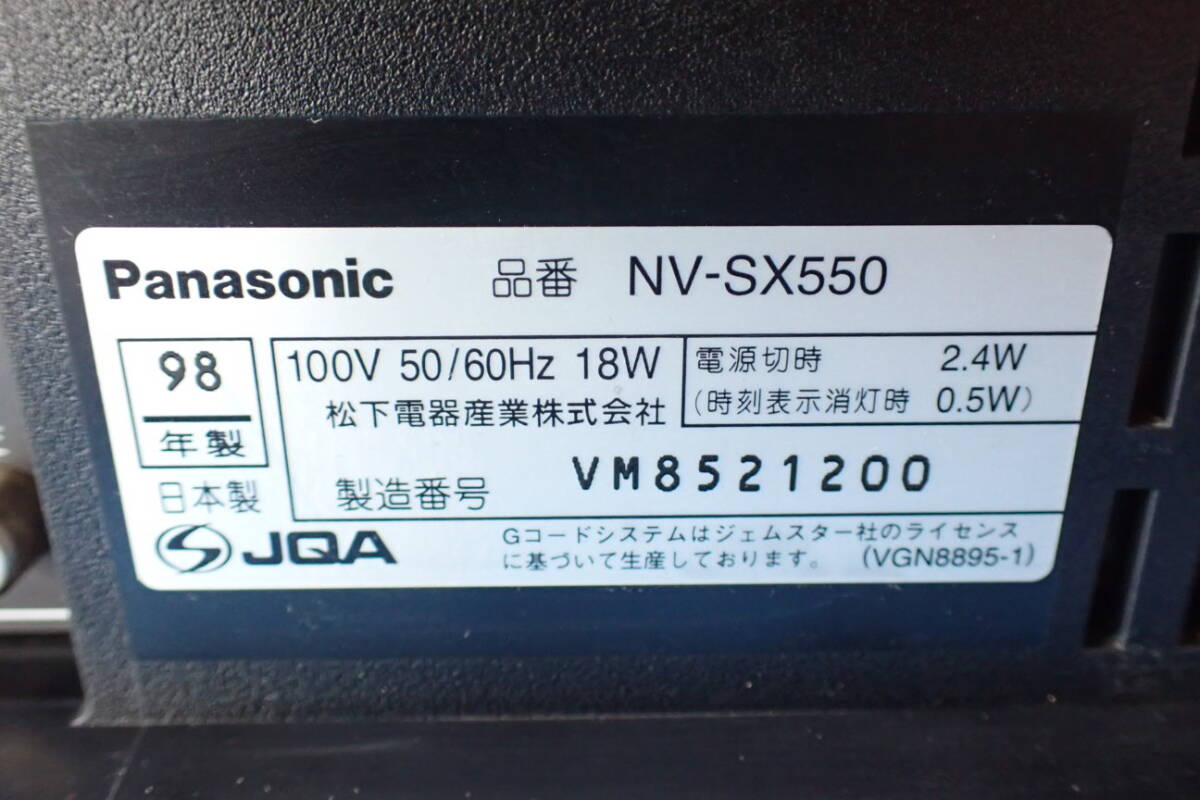 Panasonic 品番 NV-SX550
98
年製
日本製
100V 50/60Hz 18W
松下電器産業株式会社
電源切時 2.4W
(時刻表示消灯時 0.5W)
製造番号 VM8521200
JQA
Gコードシステムはジェムスター社のライセンス
に基づいて生産しております。 (VGN8895-1)